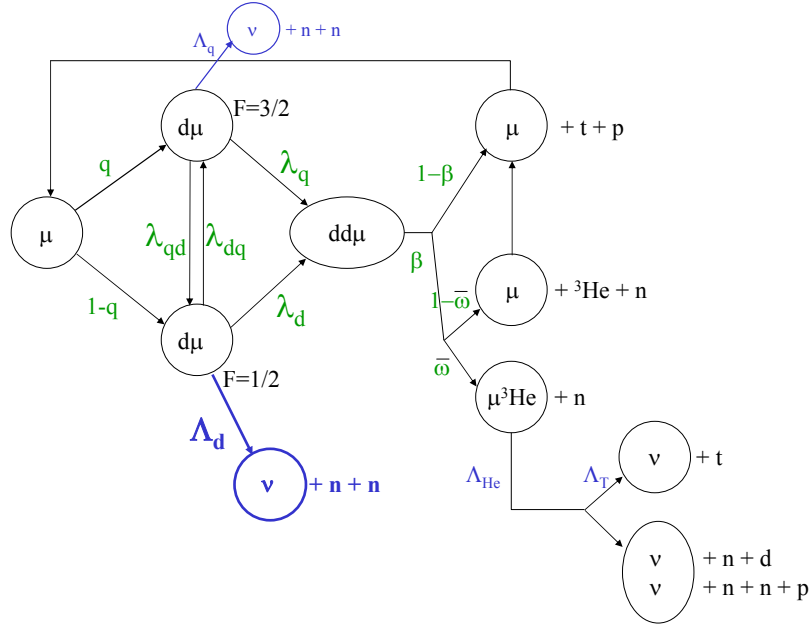 Λq
ν + n + n
dμ
F=3/2
μ + t + p
q
λq
1−β
μ
λqd
λdq
ddμ
β
1-q
λd
1−ω̅
μ + ³He + n
dμ
F=1/2
ω̅
μ³He + n
Λd
ν + n + n
ΛHe
ΛT
ν + t
ν + n + d
ν + n + n + p